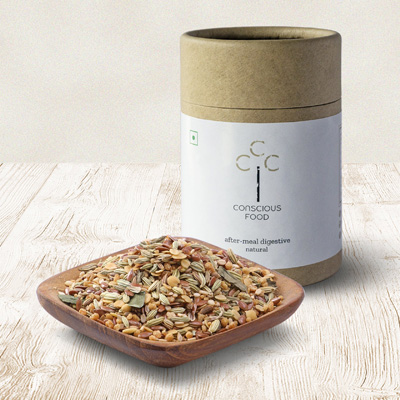 C
C C
CONSCIOUS
FOOD
after-meal digestive
natural